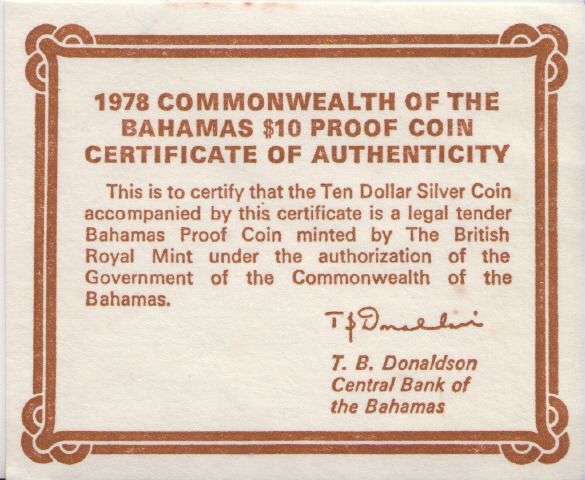 1978 COMMONWEALTH OF THE
BAHAMAS $10 PROOF COIN
CERTIFICATE OF AUTHENTICITY
This is to certify that the Ten Dollar Silver Coin
accompanied by this certificate is a legal tender
Bahamas Proof Coin minted by The British
Royal Mint under the authorization of the
Government of the Commonwealth of the
Bahamas.
T B Donaldson
T. B. Donaldson
Central Bank of
the Bahamas